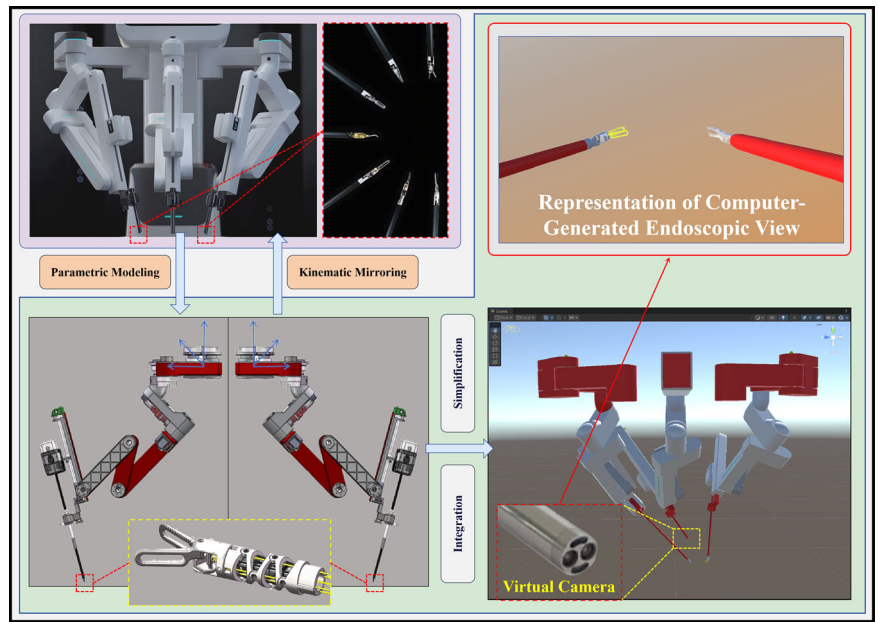 Representation of Computer-
Generated Endoscopic View
Parametric Modeling
Kinematic Mirroring
Simplification
Integration
Virtual Camera